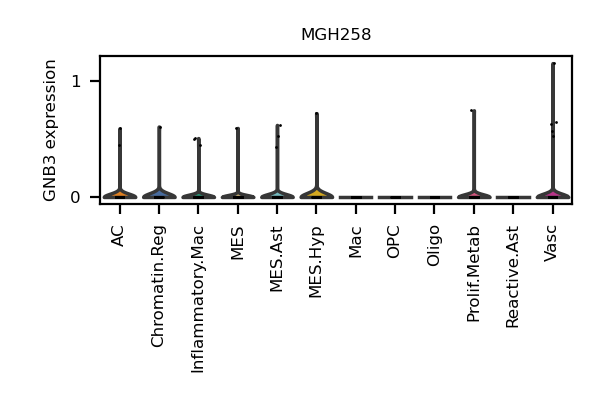 MGH258
GNB3 expression
1
0
AC
Chromatin.Reg
Inflammatory.Mac
MES
MES.Ast
MES.Hyp
Mac
OPC
Oligo
Prolif.Metab
Reactive.Ast
Vasc